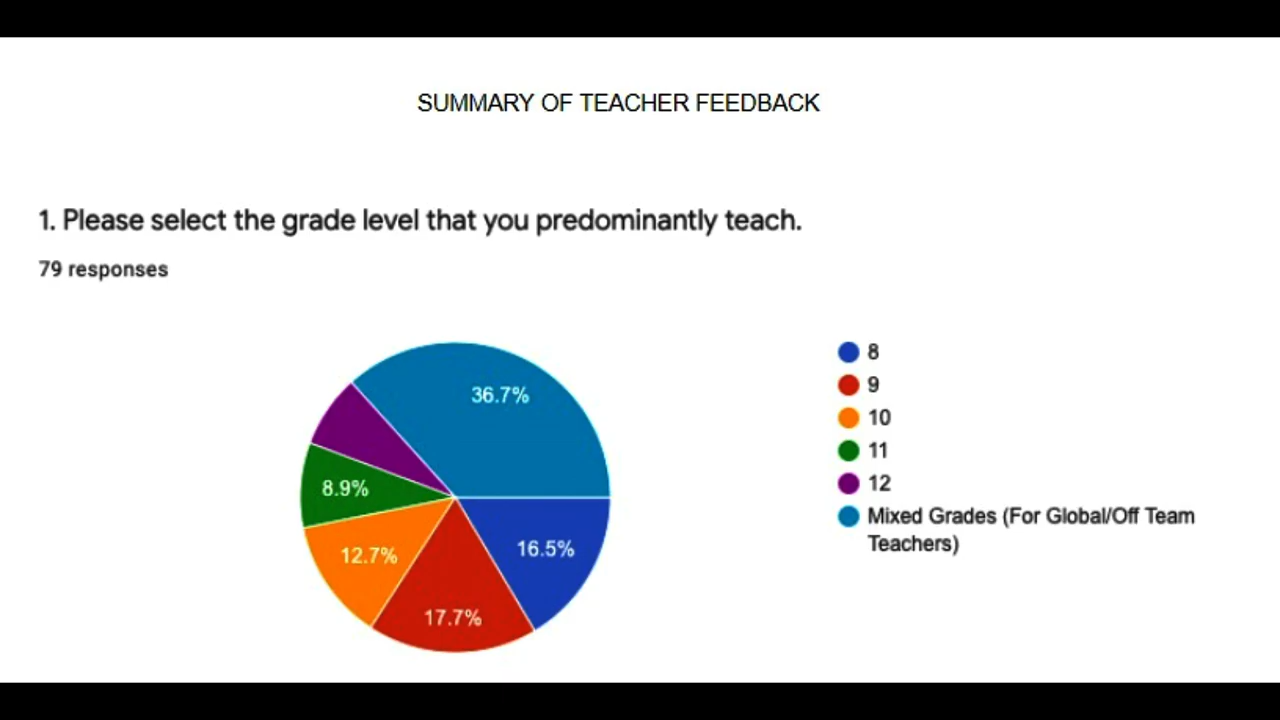 SUMMARY OF TEACHER FEEDBACK
1. Please select the grade level that you predominantly teach.
79 responses
36.7%
8.9%
12.7%
17.7%
16.5%
8
9
10
11
12
Mixed Grades (For Global/Off Team
Teachers)